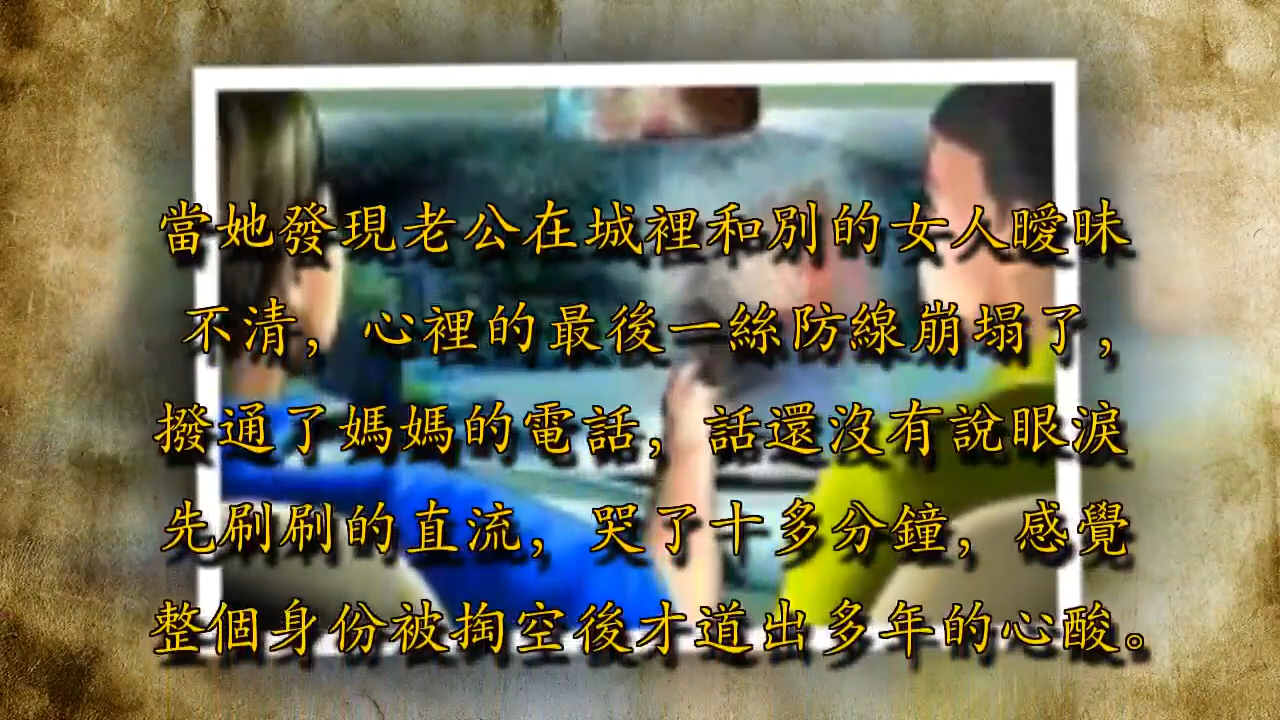 當她發現老公在城裡和別的女人曖昧
不清，心裡的最後一絲防線崩塌了，
撥通了媽媽的電話，話還沒有說眼淚
先刷刷的直流，哭了十多分鐘，感覺
整個身份被掏空後才道出多年的心酸。